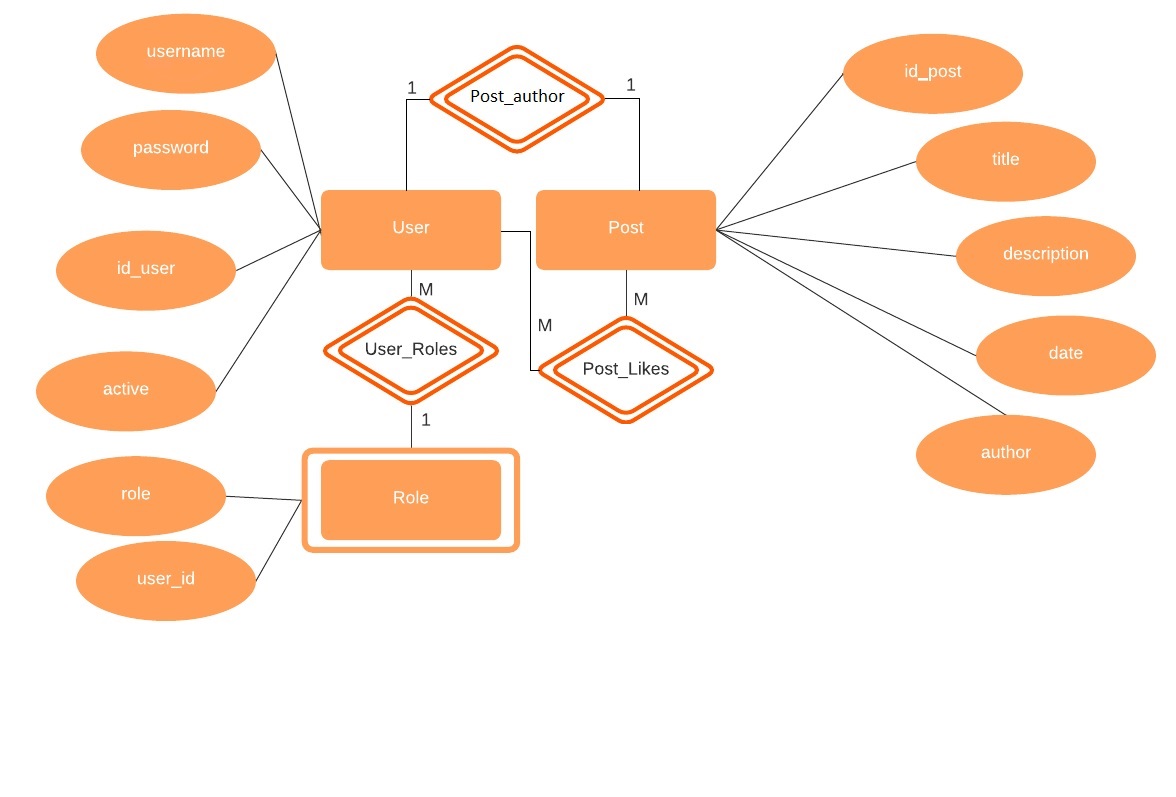 username
password
id_user
active
role
user_id
1
Post_author
1
User
Post
M
User_Roles
1
Role
M
M
Post_Likes
id_post
title
description
date
author